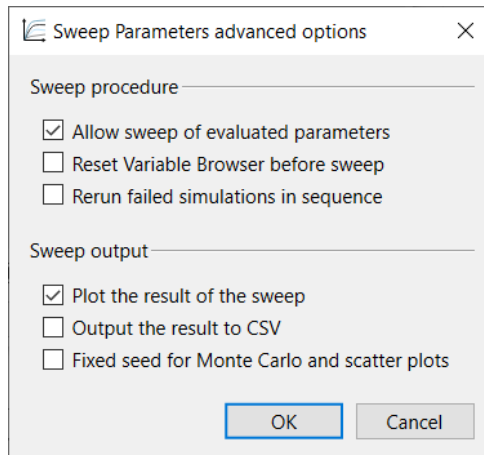 Sweep Parameters advanced options
Sweep procedure
Allow sweep of evaluated parameters
Reset Variable Browser before sweep
Rerun failed simulations in sequence
Sweep output
Plot the result of the sweep
Output the result to CSV
Fixed seed for Monte Carlo and scatter plots
OK Cancel